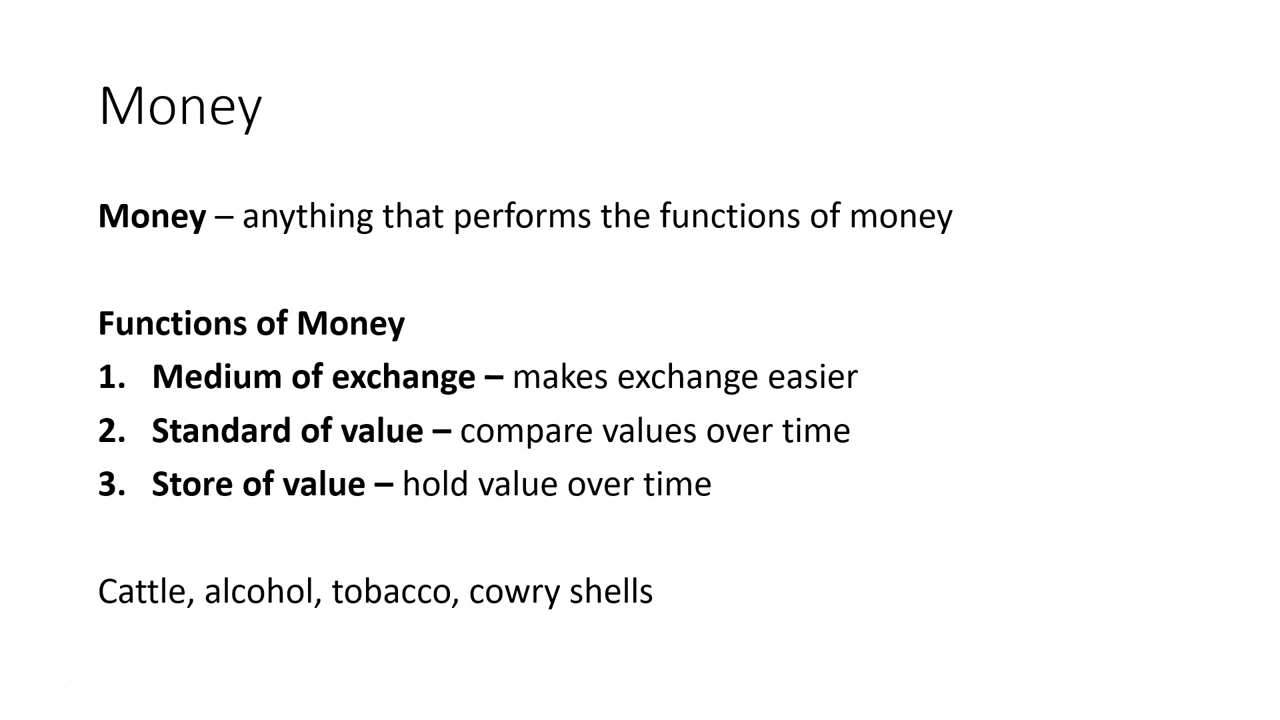 Money
Money – anything that performs the functions of money
Functions of Money
1. Medium of exchange – makes exchange easier
2. Standard of value – compare values over time
3. Store of value – hold value over time
Cattle, alcohol, tobacco, cowry shells